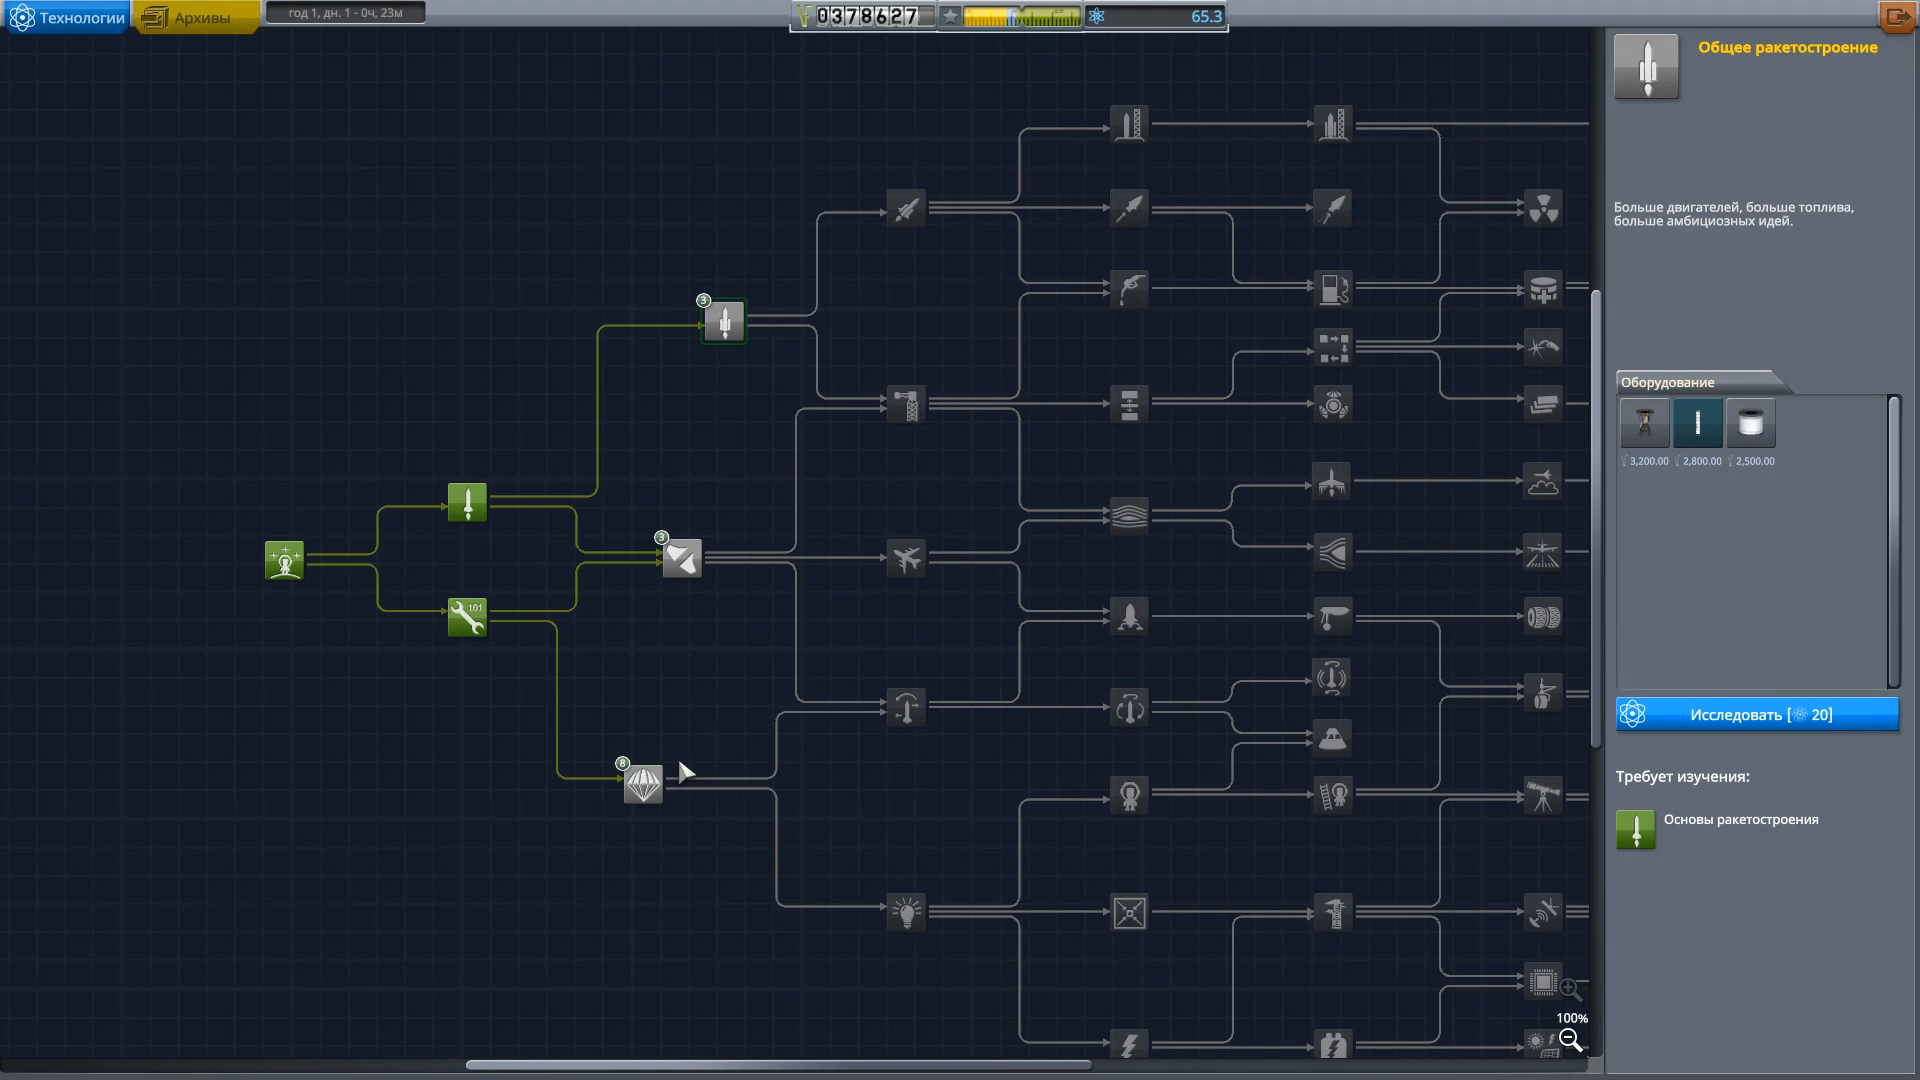 Технологии
Архивы
год 1, дн. 1 - 0ч, 23м
0378627
65.3
Общее ракетостроение
Больше двигателей, больше топлива,
больше амбициозных идей.
3
Оборудование
3,200.00 2,800.00 2,500.00
3
101
Исследовать [20]
8
Требует изучения:
Основы ракетостроения
100%